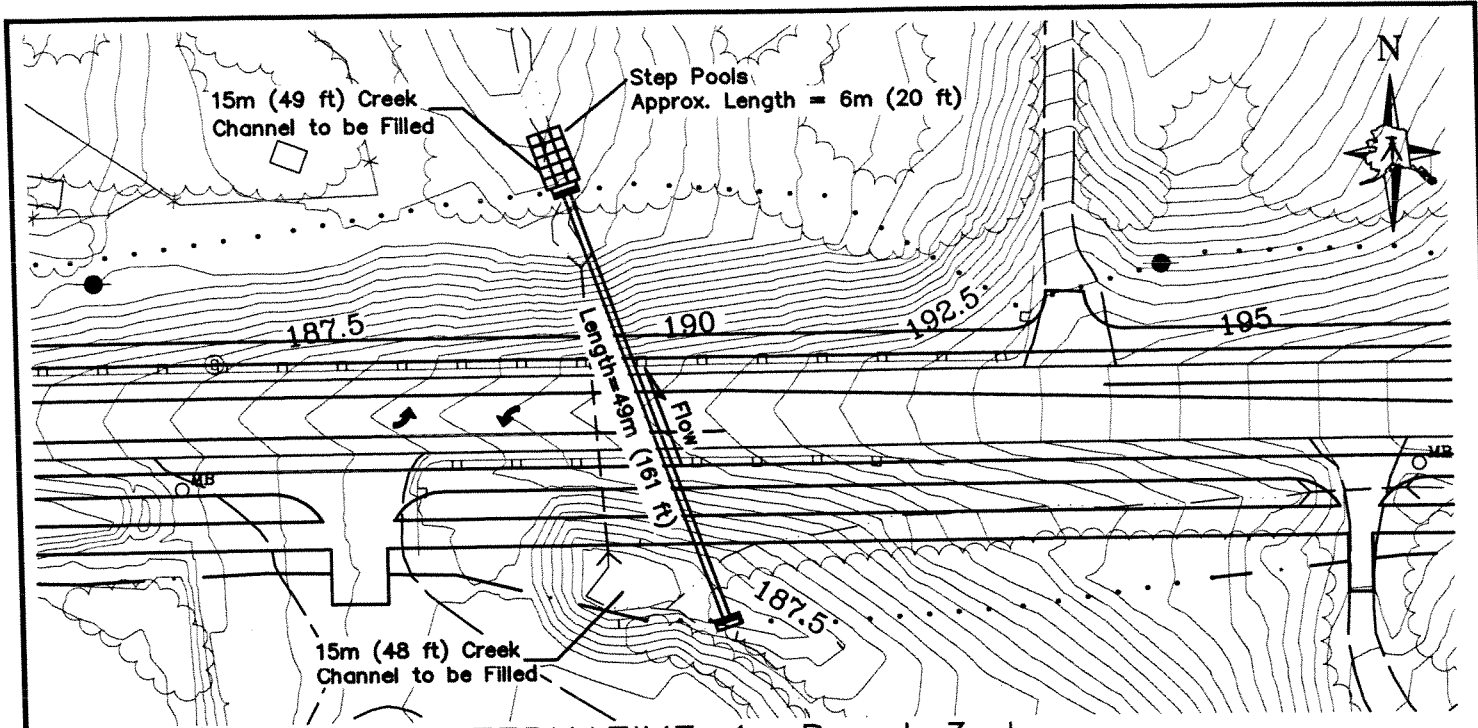 N
Step Pools
Approx. Length = 6m (20 ft)
15m (49 ft) Creek
Channel to be Filled
187.5
190
192.5
195
Length=49m (161 ft)
Flow
MB
MB
187.5
15m (48 ft) Creek
Channel to be Filled